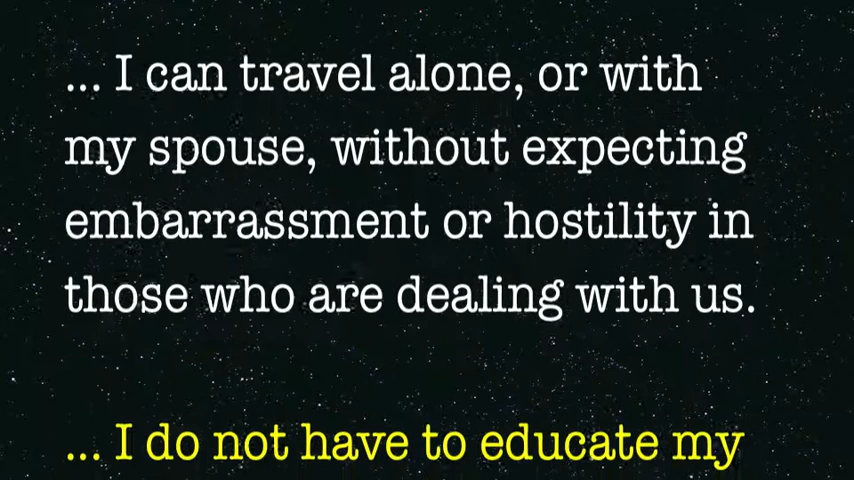 ... I can travel alone, or with
my spouse, without expecting
embarrassment or hostility in
those who are dealing with us.
... I do not have to educate my